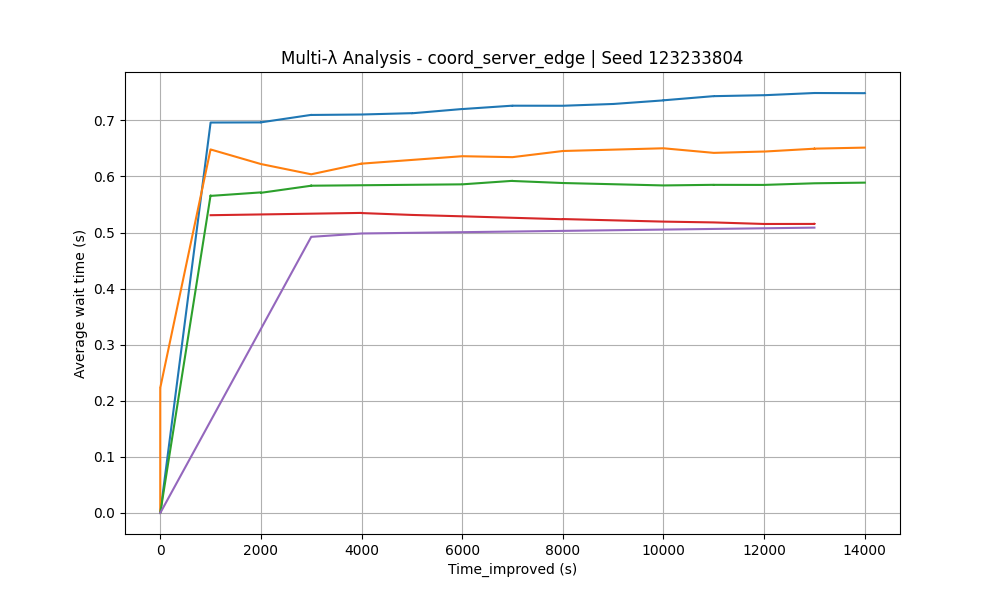 Multi-λ Analysis - coord_server_edge | Seed 123233804
Average wait time (s)
0.7
0.6
0.5
0.4
0.3
0.2
0.1
0.0
0 2000 4000 6000 8000 10000 12000 14000
Time_improved (s)